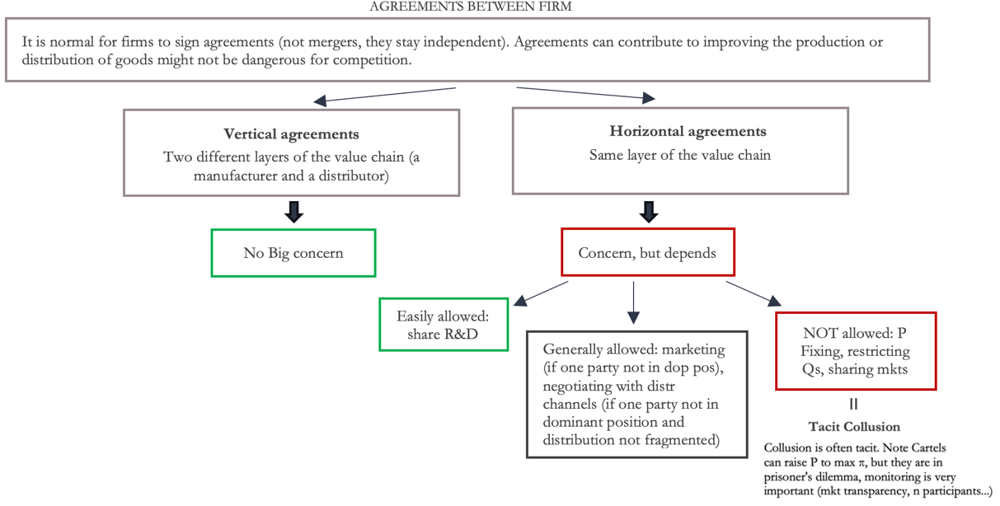 AGREEMENTS BETWEEN FIRM
It is normal for firms to sign agreements (not mergers, they stay independent). Agreements can contribute to improving the production or
distribution of goods might not be dangerous for competition.
Vertical agreements
Two different layers of the value chain (a
manufacturer and a distributor)
Horizontal agreements
Same layer of the value chain
No Big concern
Concern, but depends
Easily allowed:
share R&D
Generally allowed: marketing
(if one party not in dop pos),
negotiating with distr
channels (if one party not in
dominant position and
distribution not fragmented)
NOT allowed: P
Fixing, restricting
Qs, sharing mkts
=
Tacit Collusion
Collusion is often tacit. Note Cartels
can raise P to max π, but they are in
prisoner's dilemma, monitoring is very
important (mkt transparency, n participants...)